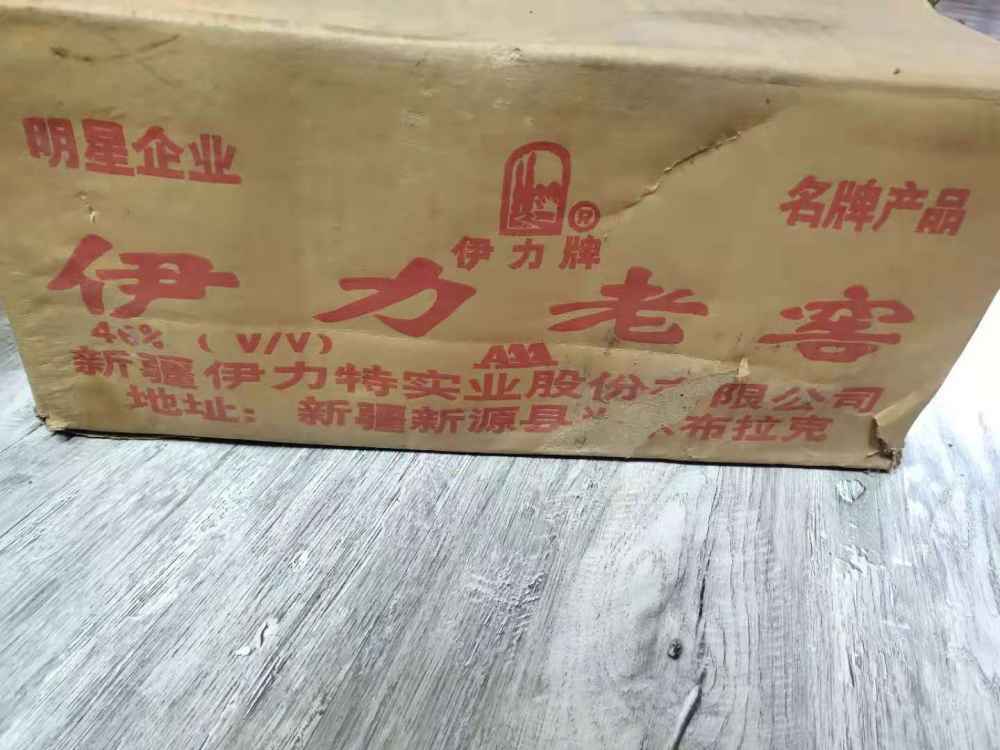 明星企业
®
伊力牌
名牌产品
伊力老窖
46% (V/V)
AAA
新疆伊力特实业股份有限公司
地址: 新疆新源县 布拉克